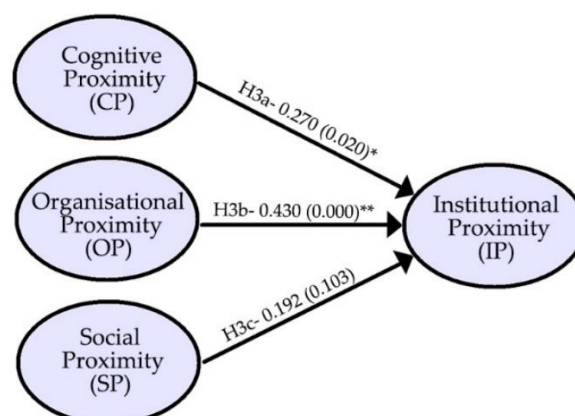 Cognitive
Proximity
(CP)
H3a- 0.270 (0.020)*
Organisational
Proximity
(OP)
H3b- 0.430 (0.000)**
Institutional
Proximity
(IP)
H3c- 0.192 (0.103)
Social
Proximity
(SP)